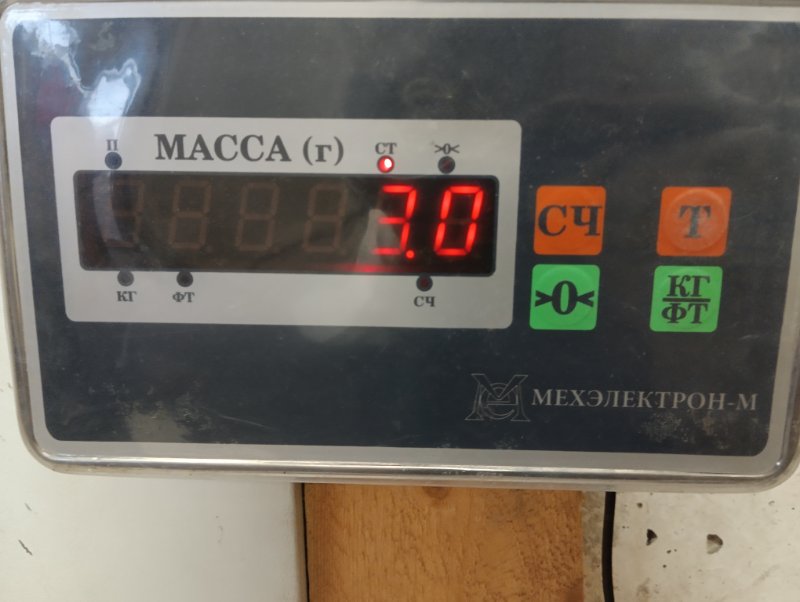 П МАССА (г) СТ >0<
3.0
КГ ФТ СЧ
СЧ Т
>0< КГ/ФТ
МЕХЭЛЕКТРОН-М